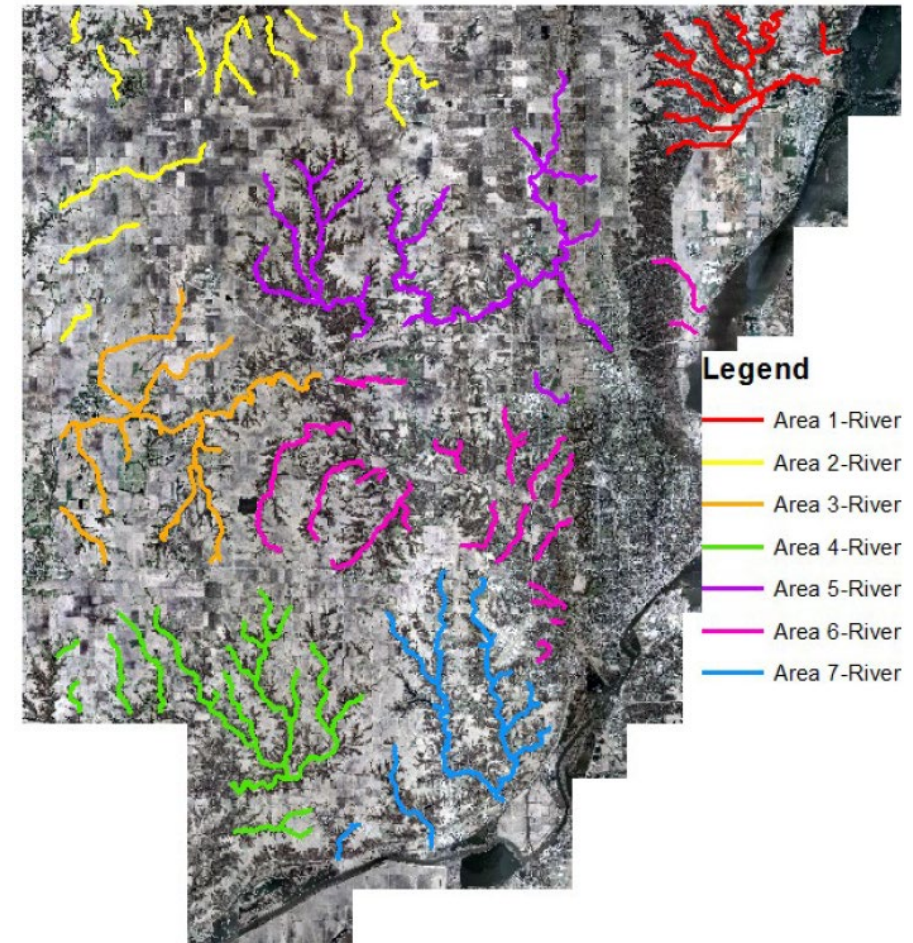 Legend
Area 1-River
Area 2-River
Area 3-River
Area 4-River
Area 5-River
Area 6-River
Area 7-River